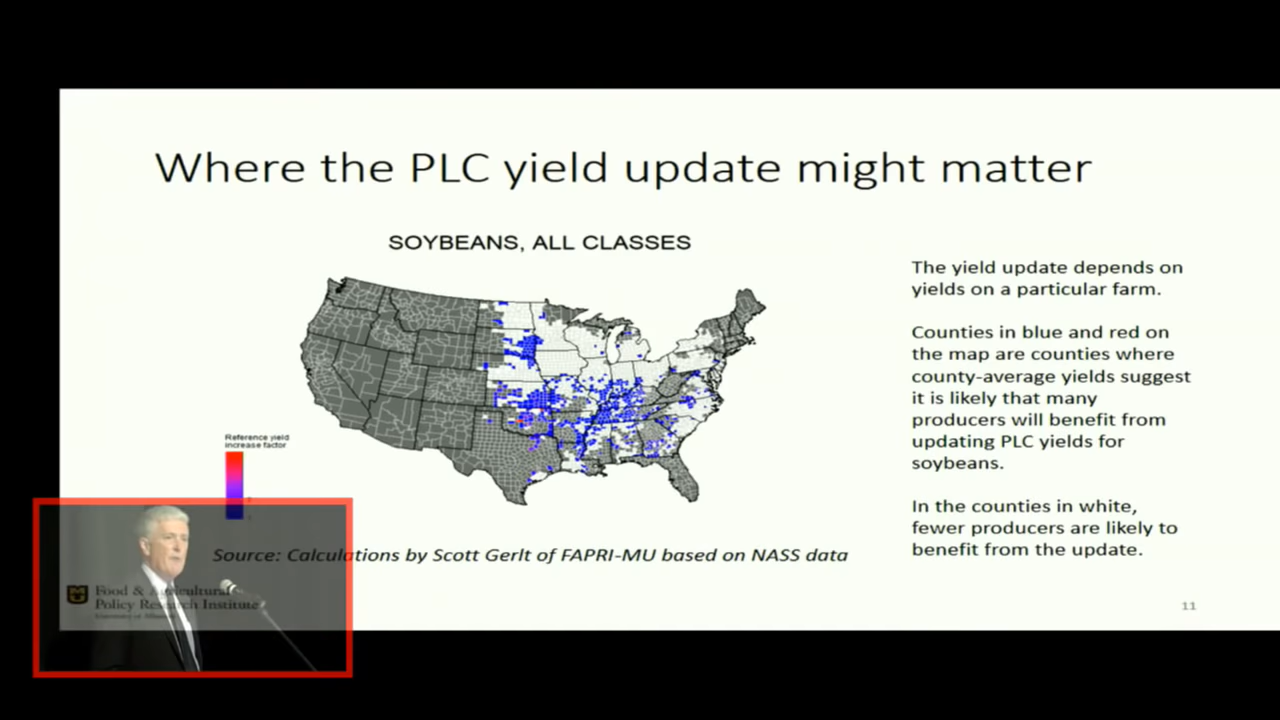 Where the PLC yield update might matter
SOYBEANS, ALL CLASSES
The yield update depends on
yields on a particular farm.
Counties in blue and red on
the map are counties where
county-average yields suggest
it is likely that many
producers will benefit from
updating PLC yields for
soybeans.
In the counties in white,
fewer producers are likely to
benefit from the update.
Reference yield
increase factor
Source: Calculations by Scott Gerlt of FAPRI-MU based on NASS data
Food & Agricultural
Policy Research Institute
11